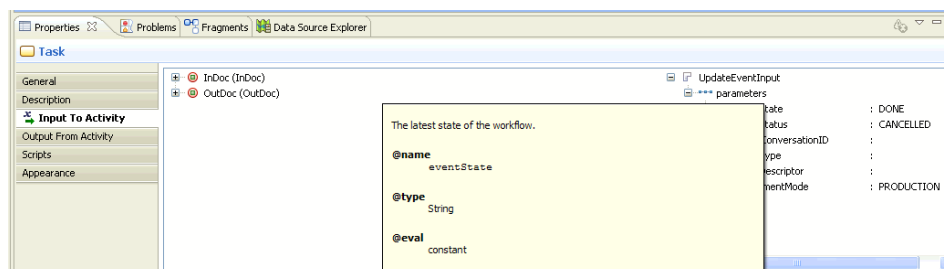 Properties Problems Fragments Data Source Explorer
Task
General
Description
Input To Activity
Output From Activity
Scripts
Appearance
InDoc (InDoc)
OutDoc (OutDoc)
The latest state of the workflow.
@name
eventState
@type
String
@eval
constant
UpdateEventInput
parameters
tate : DONE
tatus : CANCELLED
ConversationID :
ype :
escriptor :
mentMode : PRODUCTION